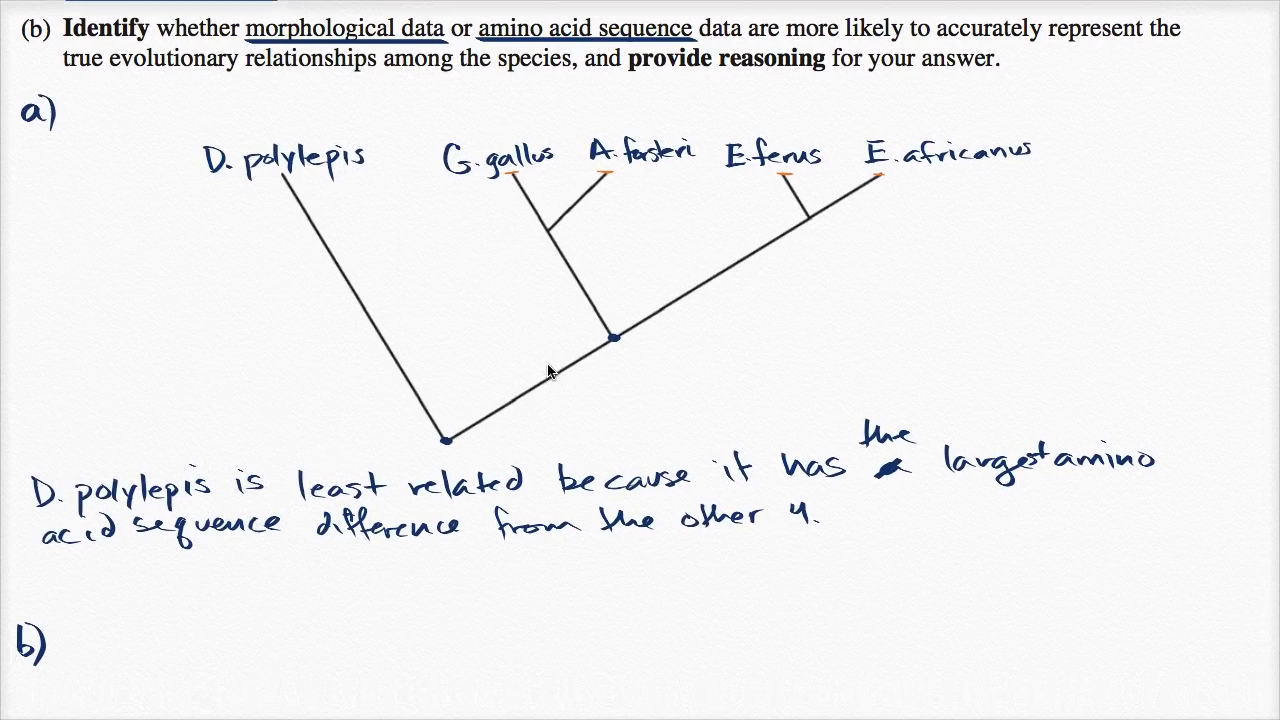 (b) Identify whether morphological data or amino acid sequence data are more likely to accurately represent the
true evolutionary relationships among the species, and provide reasoning for your answer.
a)
D. polylepis G. gallus A. forsteri E. ferus E. africanus
the
D. polylepis is least related because it has largest amino
acid sequence difference from the other 4.
b)